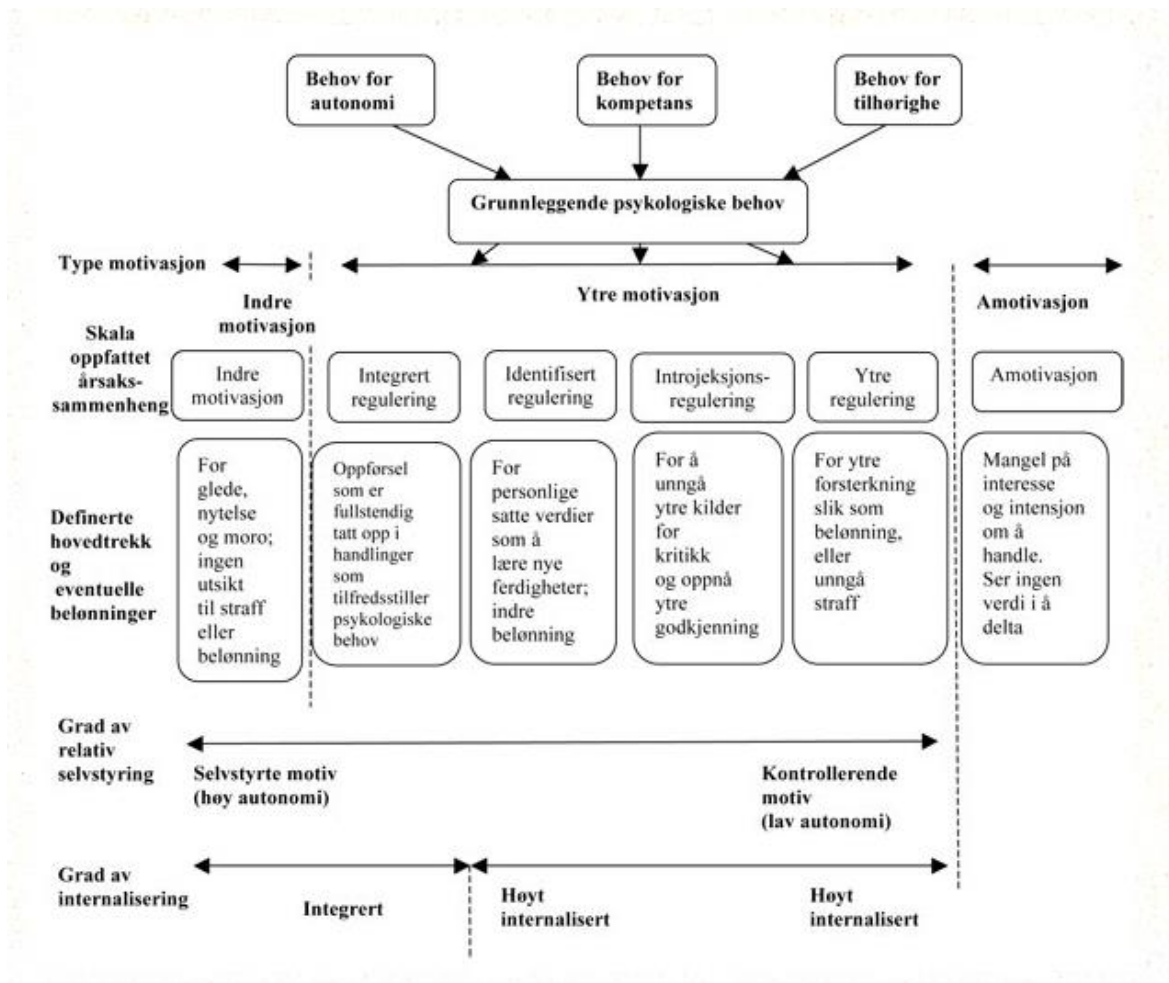 Behov for
autonomi
Behov for
kompetans
Behov for
tilhørighe
Grunnleggende psykologiske behov
Type motivasjon
Indre
motivasjon
Ytre motivasjon
Amotivasjon
Skala
oppfattet
årsaks-
sammenheng
Indre
motivasjon
Integrert
regulering
Identifisert
regulering
Introjeksjons-
regulering
Ytre
regulering
Amotivasjon
Definerte
hovedtrekk
og
eventuelle
belønninger
For
glede,
nytelse
og moro;
ingen
utsikt
til straff
eller
belønning
Oppførsel
som er
fullstendig
tatt opp i
handlinger
som
tilfredsstiller
psykologiske
behov
For
personlige
satte verdier
som å
lære nye
ferdigheter;
indre
belønning
For å
unngå
ytre kilder
for
kritikk
og oppnå
ytre
godkjenning
For ytre
forsterkning
slik som
belønning,
eller
unngå
straff
Mangel på
interesse
og intensjon
om å
handle.
Ser ingen
verdi i å
delta
Grad av
relativ
selvstyring
Selvstyrte motiv
(høy autonomi)
Kontrollerende
motiv
(lav autonomi)
Grad av
internalisering
Integrert
Høyt
internalisert
Høyt
internalisert